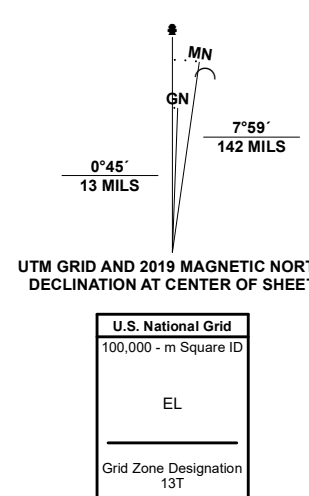 MN
GN
7°59´
142 MILS
0°45´
13 MILS
UTM GRID AND 2019 MAGNETIC NORT
DECLINATION AT CENTER OF SHEET
U.S. National Grid
100,000 - m Square ID
EL
Grid Zone Designation
13T